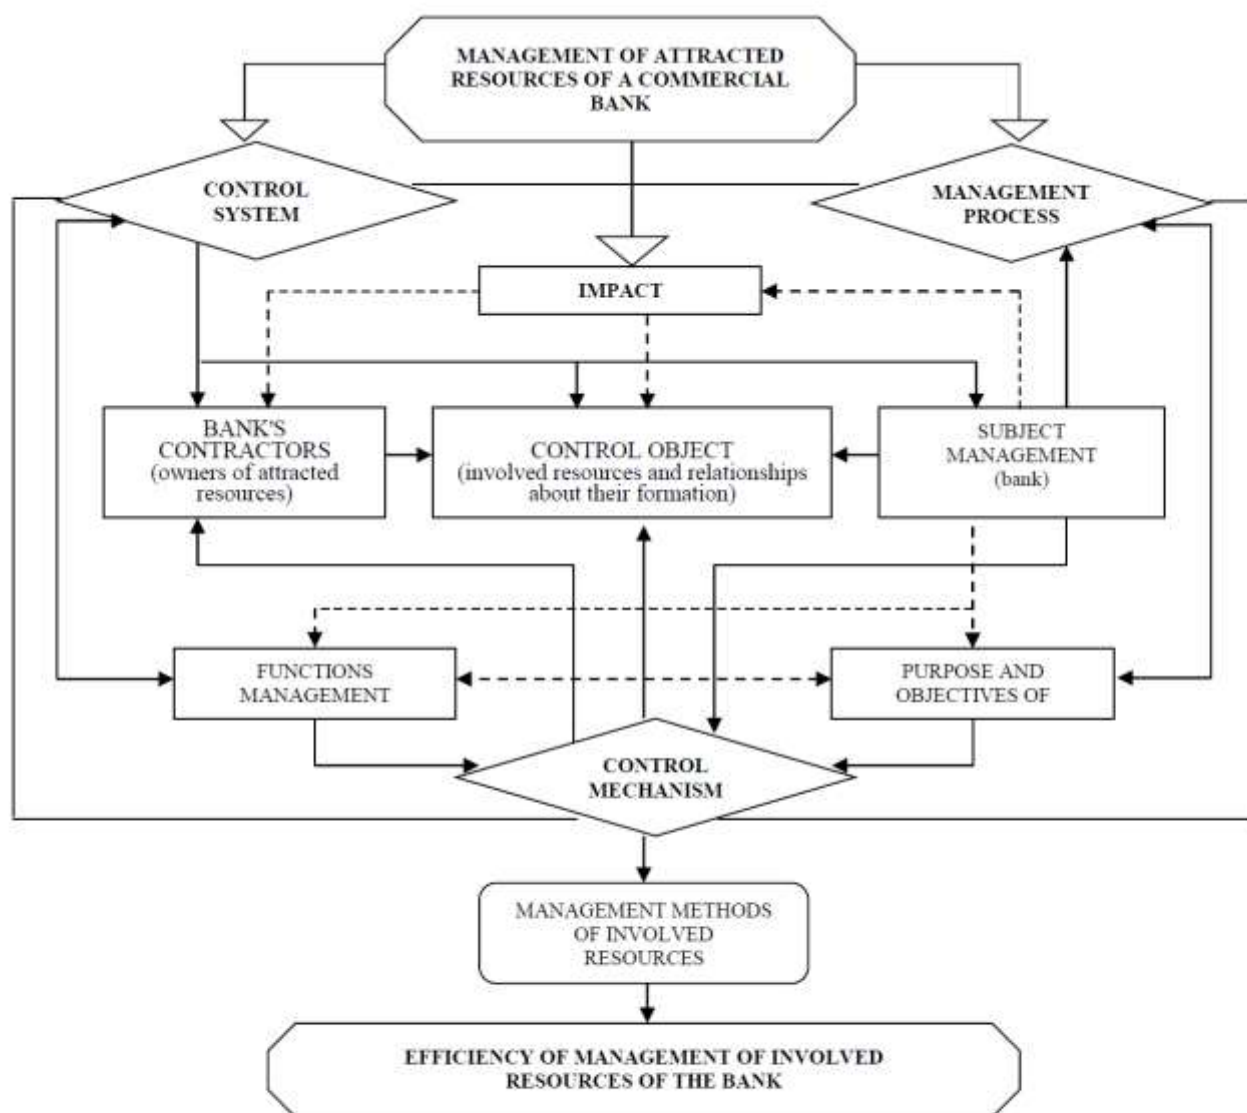 MANAGEMENT OF ATTRACTED
RESOURCES OF A COMMERCIAL
BANK
CONTROL
SYSTEM
MANAGEMENT
PROCESS
IMPACT
BANK'S
CONTRACTORS
(owners of attracted
resources)
CONTROL OBJECT
(involved resources and relationships
about their formation)
SUBJECT
MANAGEMENT
(bank)
FUNCTIONS
MANAGEMENT
PURPOSE AND
OBJECTIVES OF
CONTROL
MECHANISM
MANAGEMENT METHODS
OF INVOLVED
RESOURCES
EFFICIENCY OF MANAGEMENT OF INVOLVED
RESOURCES OF THE BANK